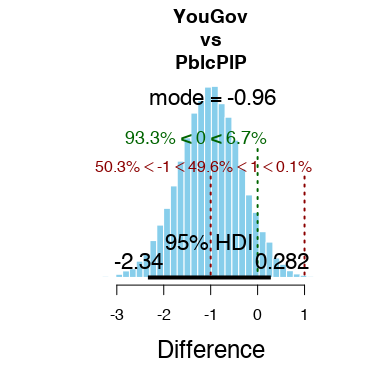 YouGov
vs
PblcPIP
mode = -0.96
93.3% < 0 < 6.7%
50.3% < -1 < 49.6% < 1 < 0.1%
95% HDI
-2.34 0.282
-3 -2 -1 0 1
Difference